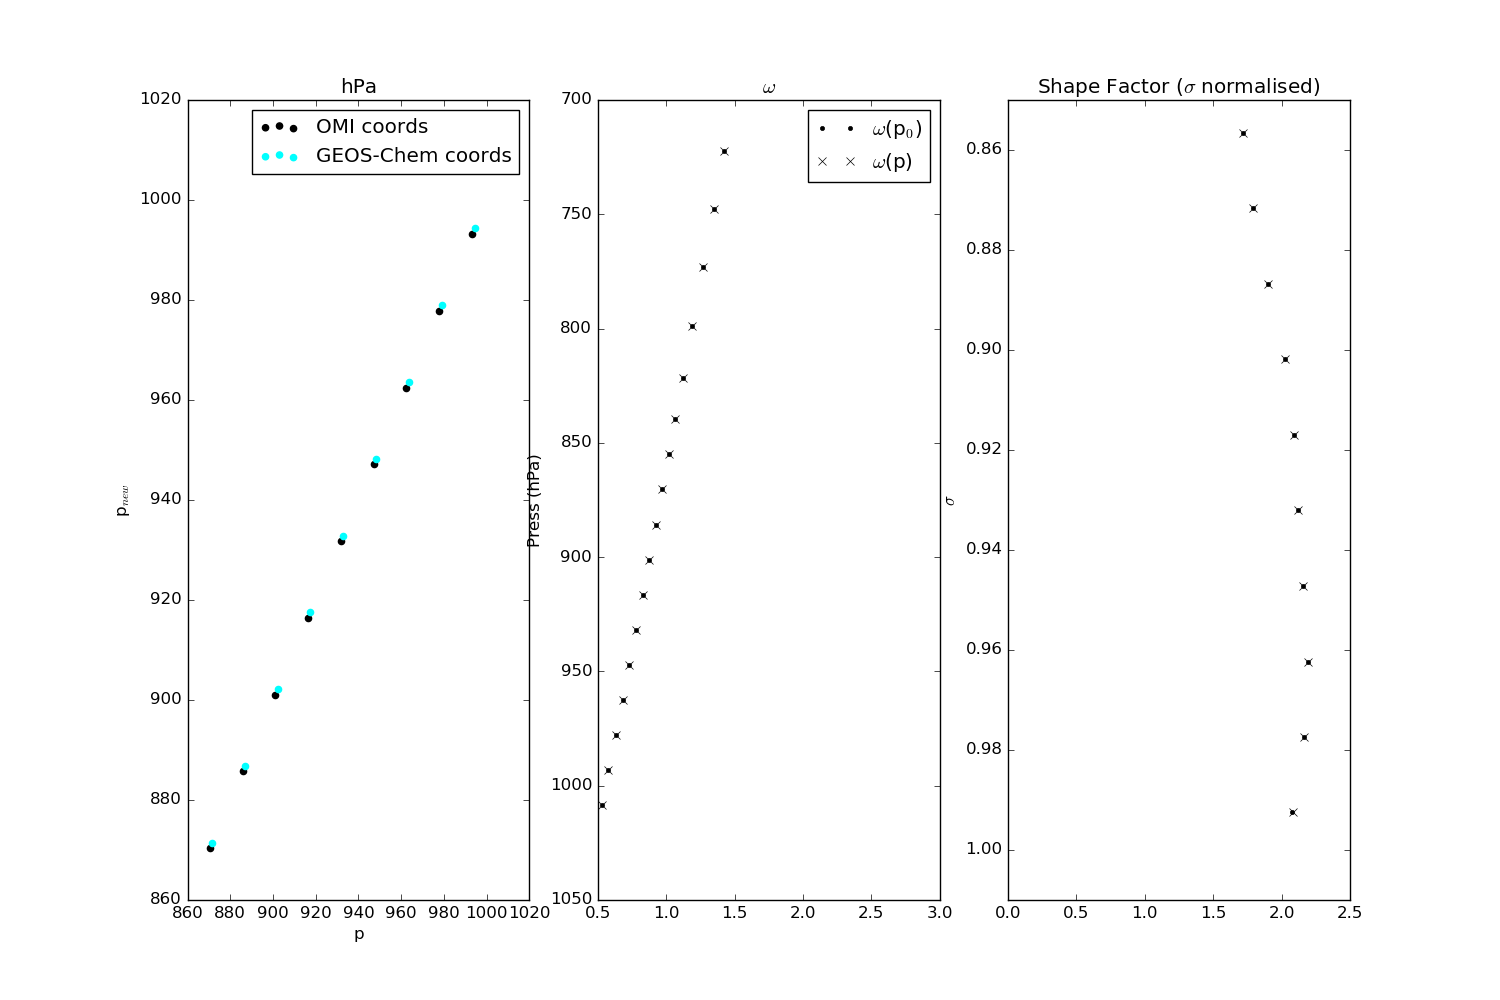 hPa
OMI coords
GEOS-Chem coords
1020
1000
980
960
940
920
900
880
860
p_new
860 880 900 920 940 960 980 1000 1020
p
ω
ω(p₀)
ω(p)
700
750
800
850
900
950
1000
1050
Press (hPa)
0.5 1.0 1.5 2.0 2.5 3.0
Shape Factor (σ normalised)
0.86
0.88
0.90
0.92
0.94
0.96
0.98
1.00
σ
0.0 0.5 1.0 1.5 2.0 2.5